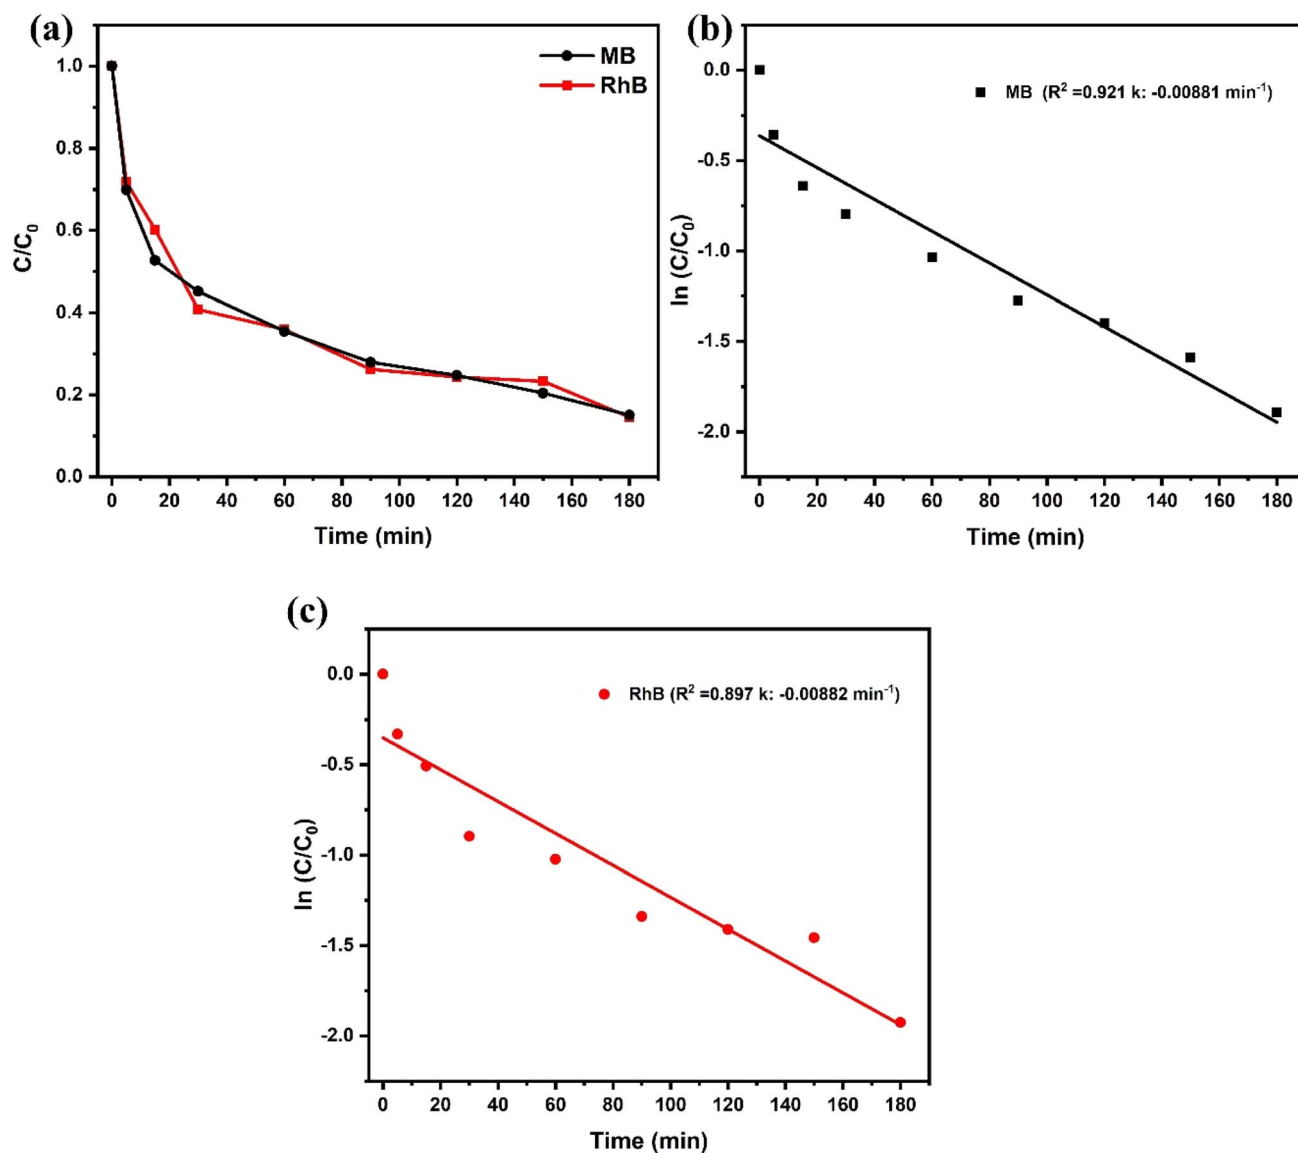 (a)
MB
RhB
1.0
0.8
0.6
0.4
0.2
0.0
C/C₀
0 20 40 60 80 100 120 140 160 180
Time (min)
(b)
MB (R² =0.921 k: -0.00881 min⁻¹)
0.0
-0.5
-1.0
-1.5
-2.0
ln (C/C₀)
0 20 40 60 80 100 120 140 160 180
Time (min)
(c)
RhB (R² =0.897 k: -0.00882 min⁻¹)
0.0
-0.5
-1.0
-1.5
-2.0
ln (C/C₀)
0 20 40 60 80 100 120 140 160 180
Time (min)